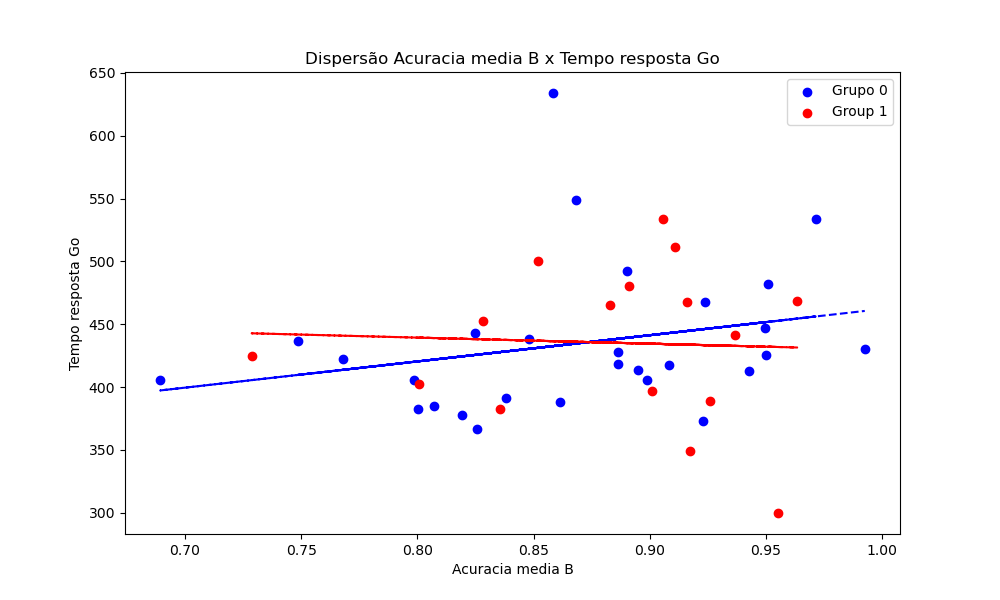 Dispersão Acuracia media B x Tempo resposta Go
Grupo 0
Group 1
Tempo resposta Go
650
600
550
500
450
400
350
300
0.70 0.75 0.80 0.85 0.90 0.95 1.00
Acuracia media B